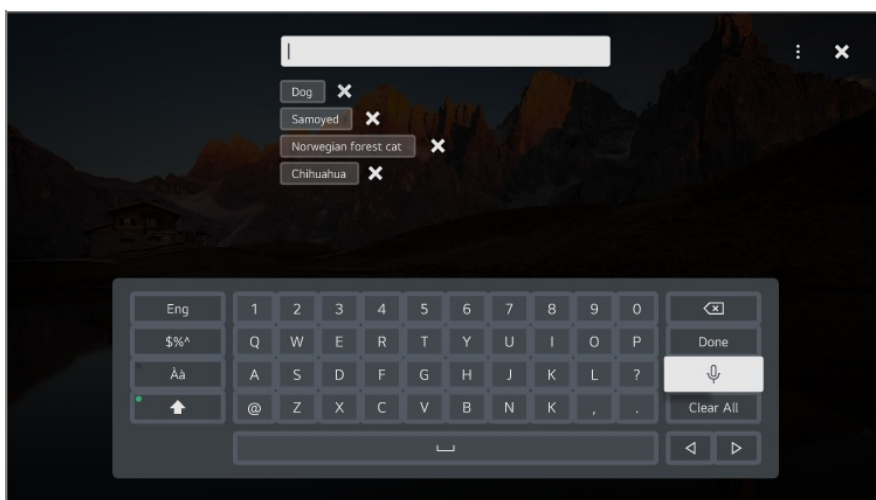 Dog
Samoyed
Norwegian forest cat
Chihuahua
Eng 1 2 3 4 5 6 7 8 9 0
$%^ Q W E R T Y U I O P Done
Àà A S D F G H J K L ?
@ Z X C V B N K , . Clear All